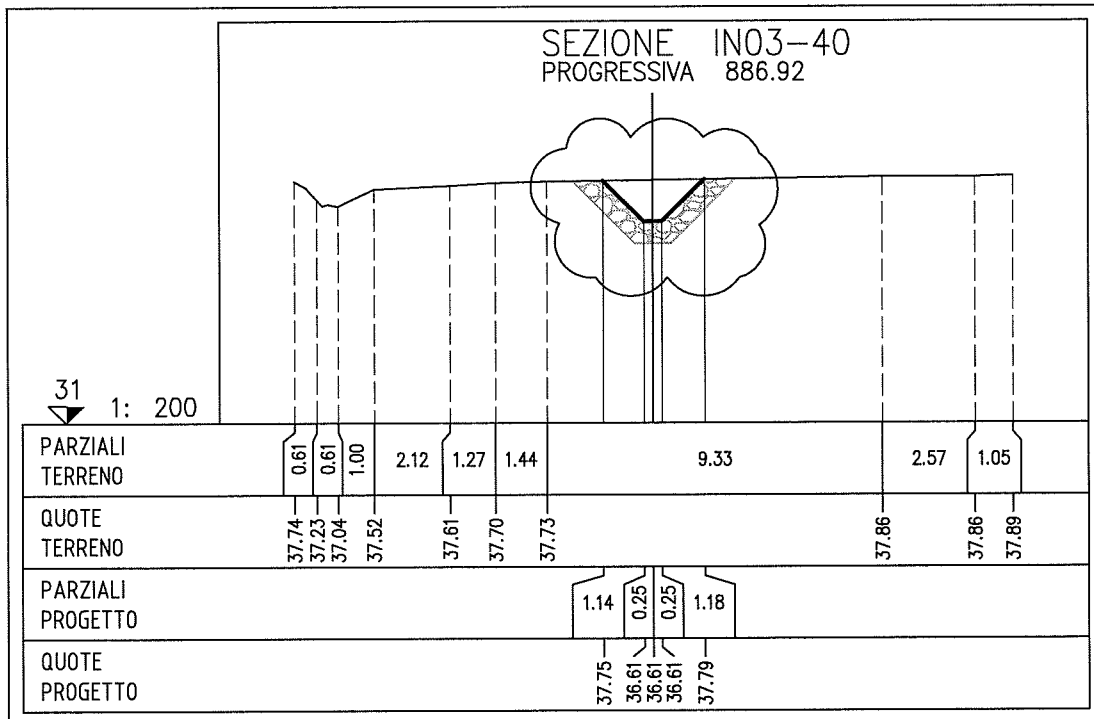 SEZIONE IN03-40
PROGRESSIVA 886.92
31
1: 200
PARZIALI
TERRENO
0.61 0.61 1.00 2.12 1.27 1.44 9.33 2.57 1.05
QUOTE
TERRENO
37.74 37.23 37.04 37.52 37.61 37.70 37.73 37.86 37.86 37.89
PARZIALI
PROGETTO
1.14 0.25 0.25 1.18
QUOTE
PROGETTO
37.75 36.61 36.61 36.61 37.79